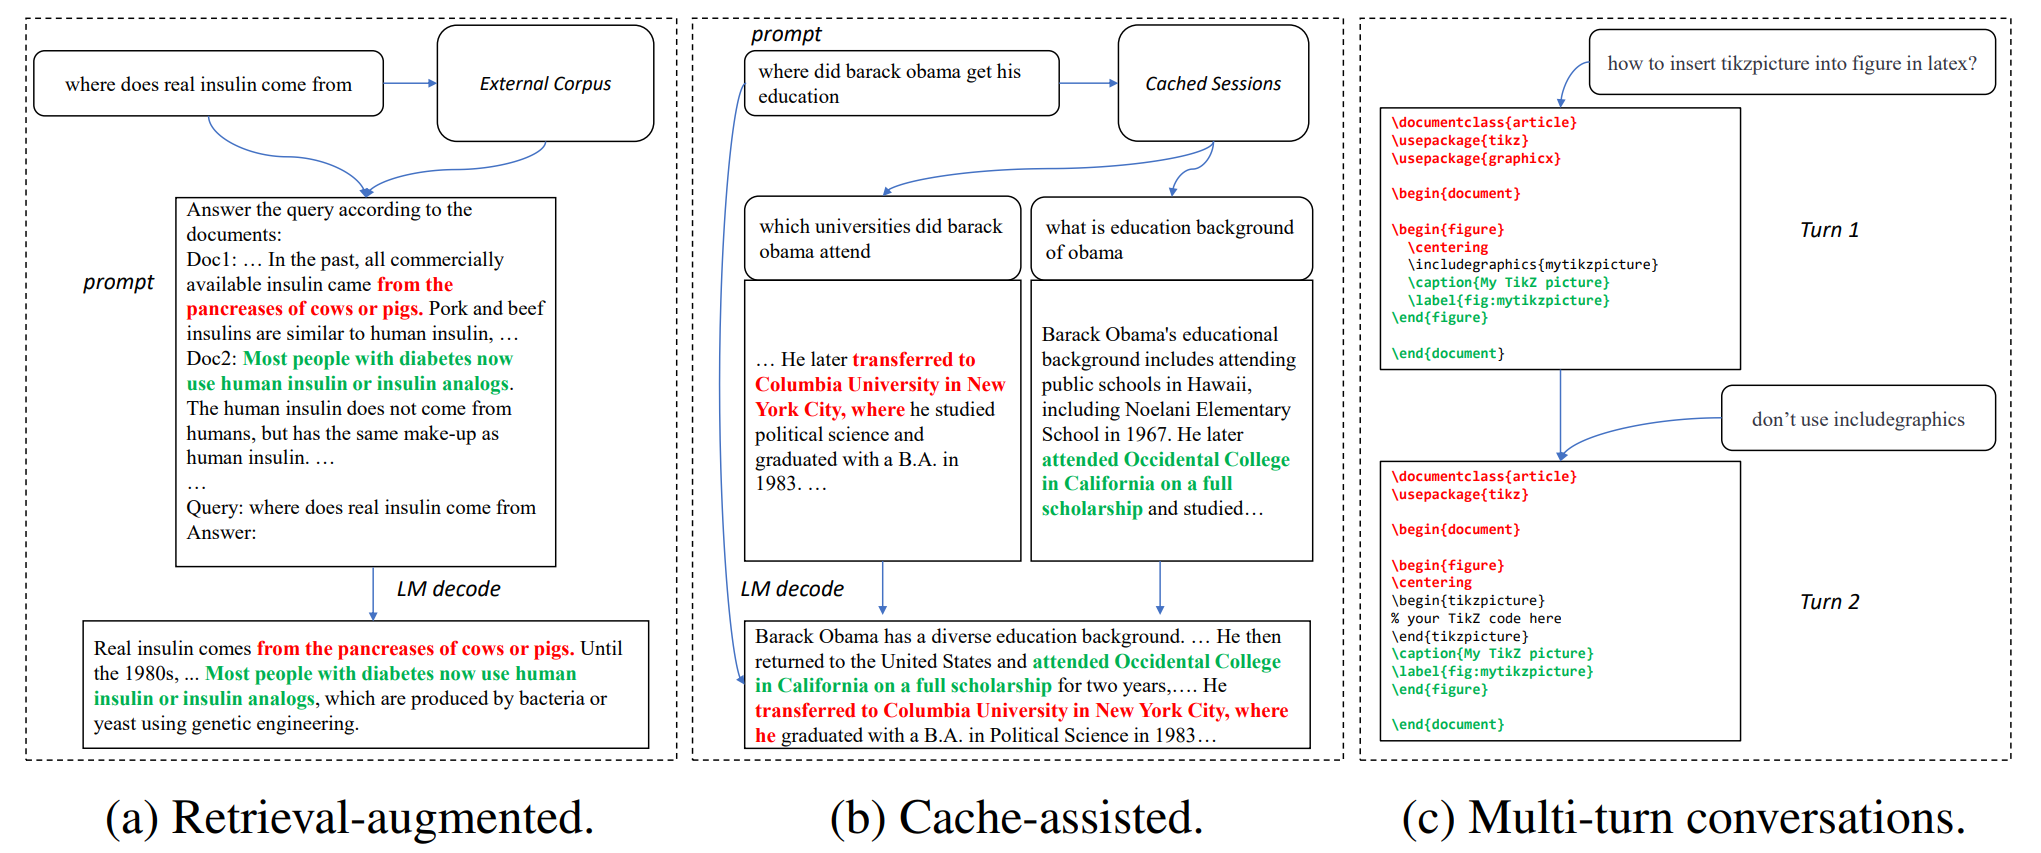 where does real insulin come from
External Corpus
Answer the query according to the
documents:
Doc1: … In the past, all commercially
available insulin came from the
pancreases of cows or pigs. Pork and beef
insulins are similar to human insulin, …
Doc2: Most people with diabetes now
use human insulin or insulin analogs.
The human insulin does not come from
humans, but has the same make-up as
human insulin. …
…
Query: where does real insulin come from
Answer:
prompt
LM decode
Real insulin comes from the pancreases of cows or pigs. Until
the 1980s, ... Most people with diabetes now use human
insulin or insulin analogs, which are produced by bacteria or
yeast using genetic engineering.
(a) Retrieval-augmented.
prompt
where did barack obama get his
education
Cached Sessions
which universities did barack
obama attend
… He later transferred to
Columbia University in New
York City, where he studied
political science and
graduated with a B.A. in
1983. …
what is education background
of obama
Barack Obama's educational
background includes attending
public schools in Hawaii,
including Noelani Elementary
School in 1967. He later
attended Occidental College
in California on a full
scholarship and studied…
LM decode
Barack Obama has a diverse education background. … He then
returned to the United States and attended Occidental College
in California on a full scholarship for two years,…. He
transferred to Columbia University in New York City, where
he graduated with a B.A. in Political Science in 1983…
(b) Cache-assisted.
how to insert tikzpicture into figure in latex?
\documentclass{article}
\usepackage{tikz}
\usepackage{graphicx}
\begin{document}
\begin{figure}
\centering
\includegraphics{mytikzpicture}
\caption{My TikZ picture}
\label{fig:mytikzpicture}
\end{figure}
\end{document}
Turn 1
don’t use includegraphics
\documentclass{article}
\usepackage{tikz}
\begin{document}
\begin{figure}
\centering
\begin{tikzpicture}
% your TikZ code here
\end{tikzpicture}
\caption{My TikZ picture}
\label{fig:mytikzpicture}
\end{figure}
\end{document}
Turn 2
(c) Multi-turn conversations.